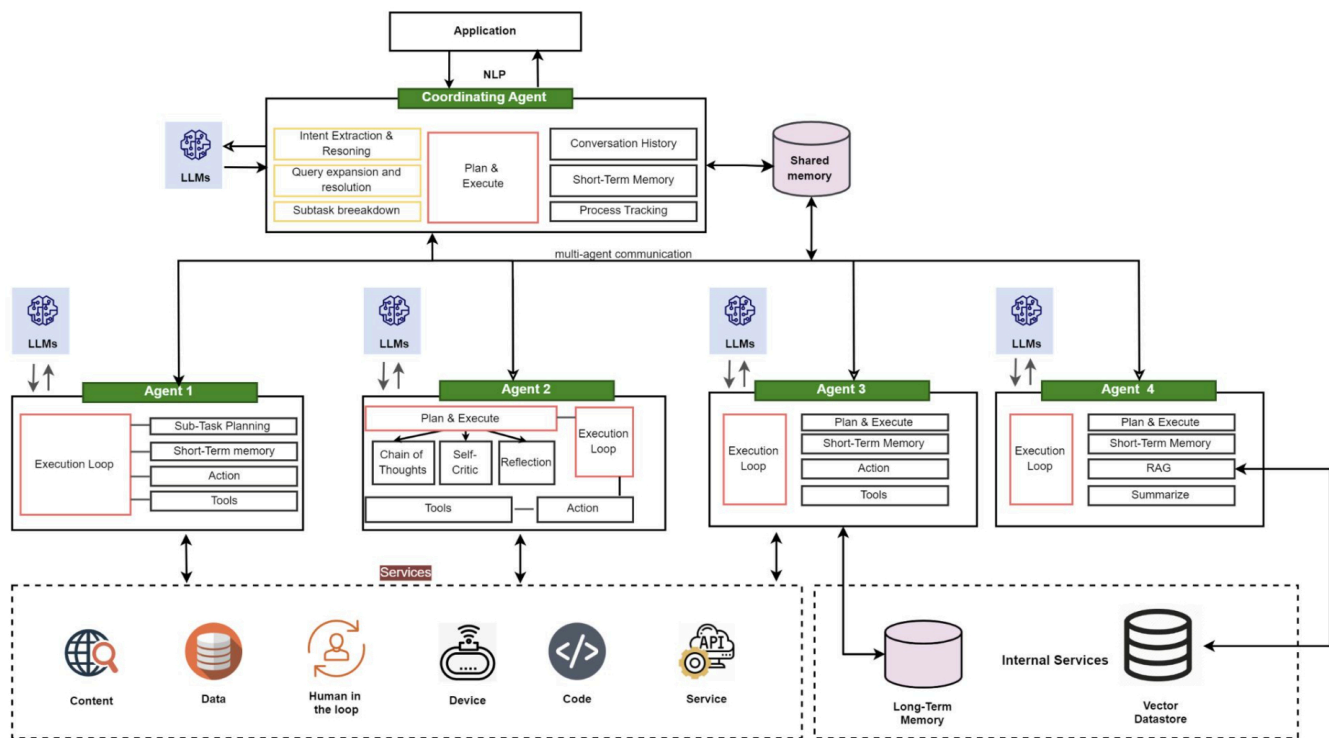 Application
NLP
Coordinating Agent
LLMs
Intent Extraction &
Resoning
Query expansion and
resolution
Subtask breeakdown
Plan &
Execute
Conversation History
Short-Term Memory
Process Tracking
Shared
memory
multi-agent communication
LLMs
Agent 1
Execution Loop
Sub-Task Planning
Short-Term memory
Action
Tools
LLMs
Agent 2
Plan & Execute
Chain of
Thoughts
Self-
Critic
Reflection
Execution
Loop
Tools
Action
LLMs
Agent 3
Execution
Loop
Plan & Execute
Short-Term Memory
Action
Tools
LLMs
Agent 4
Execution
Loop
Plan & Execute
Short-Term Memory
RAG
Summarize
Services
Content
Data
Human in
the loop
Device
Code
API
Service
Long-Term
Memory
Internal Services
Vector
Datastore